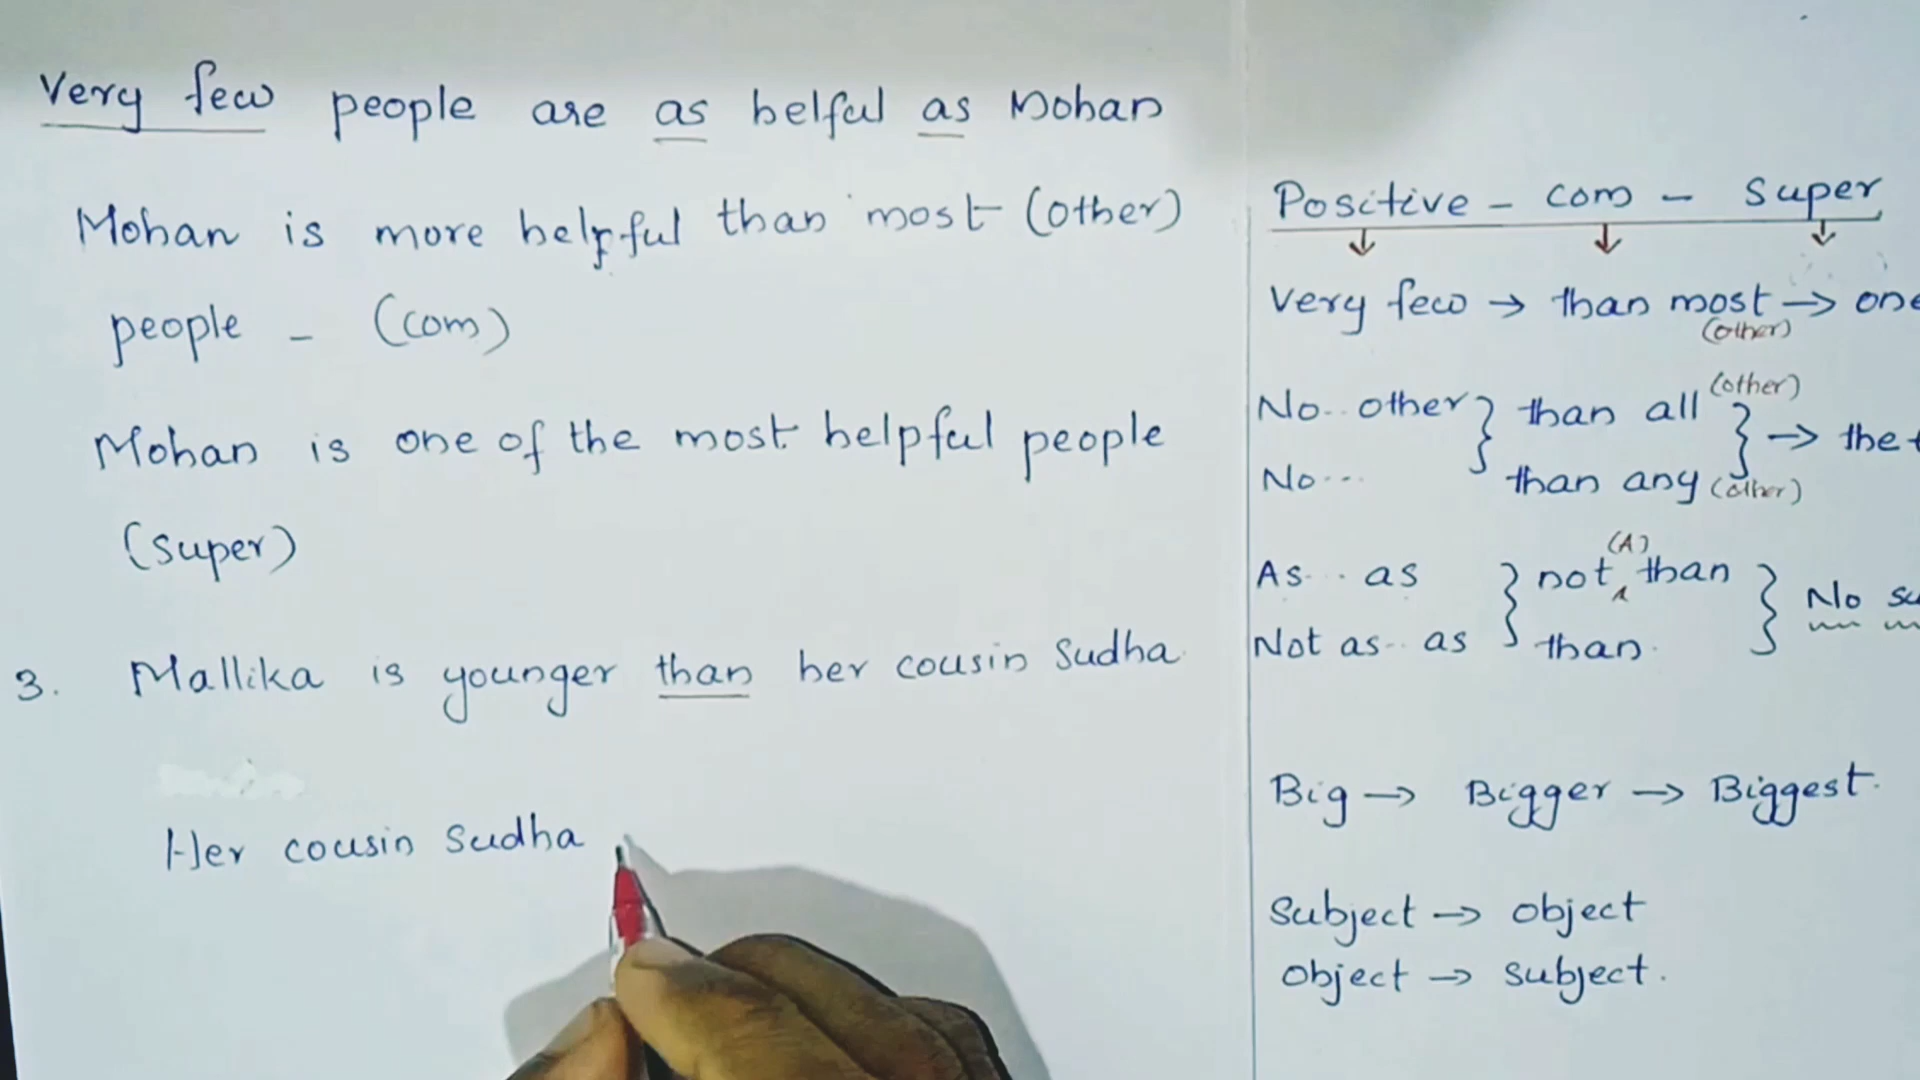 Very few people are as helful as Mohan
Mohan is more helpful than most (other)
people - (com)
Mohan is one of the most helpful people
(super)
3. Mallika is younger than her cousin Sudha
Her cousin Sudha
Positive - com - Super
Very few → than most → one
(other)
No.. other } than all (other) } → the
No... than any (other)
As... as } not (A) than } No su
Not as.. as than.
Big → Bigger → Biggest.
Subject → object
Object → subject.